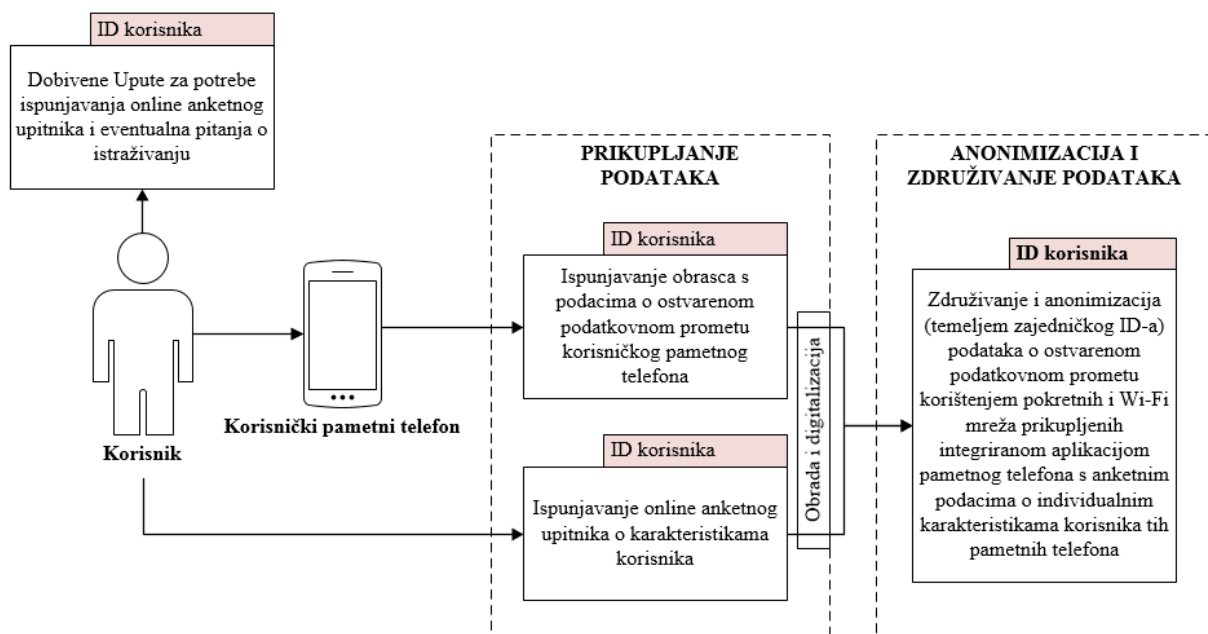 ID korisnika
Dobivene Upute za potrebe
ispunjavanja online anketnog
upitnika i eventualna pitanja o
istraživanju
Korisnik
Korisnički pametni telefon
PRIKUPLJANJE
PODATAKA
ID korisnika
Ispunjavanje obrasca s
podacima o ostvarenom
podatkovnom prometu
korisničkog pametnog
telefona
ID korisnika
Ispunjavanje online anketnog
upitnika o karakteristikama
korisnika
Obrada i digitalizacija
ANONIMIZACIJA I
ZDRUŽIVANJE PODATAKA
ID korisnika
Združivanje i anonimizacija
(temeljem zajedničkog ID-a)
podataka o ostvarenom
podatkovnom prometu
korištenjem pokretnih i Wi-Fi
mreža prikupljenih
integriranom aplikacijom
pametnog telefona s anketnim
podacima o individualnim
karakteristikama korisnika tih
pametnih telefona